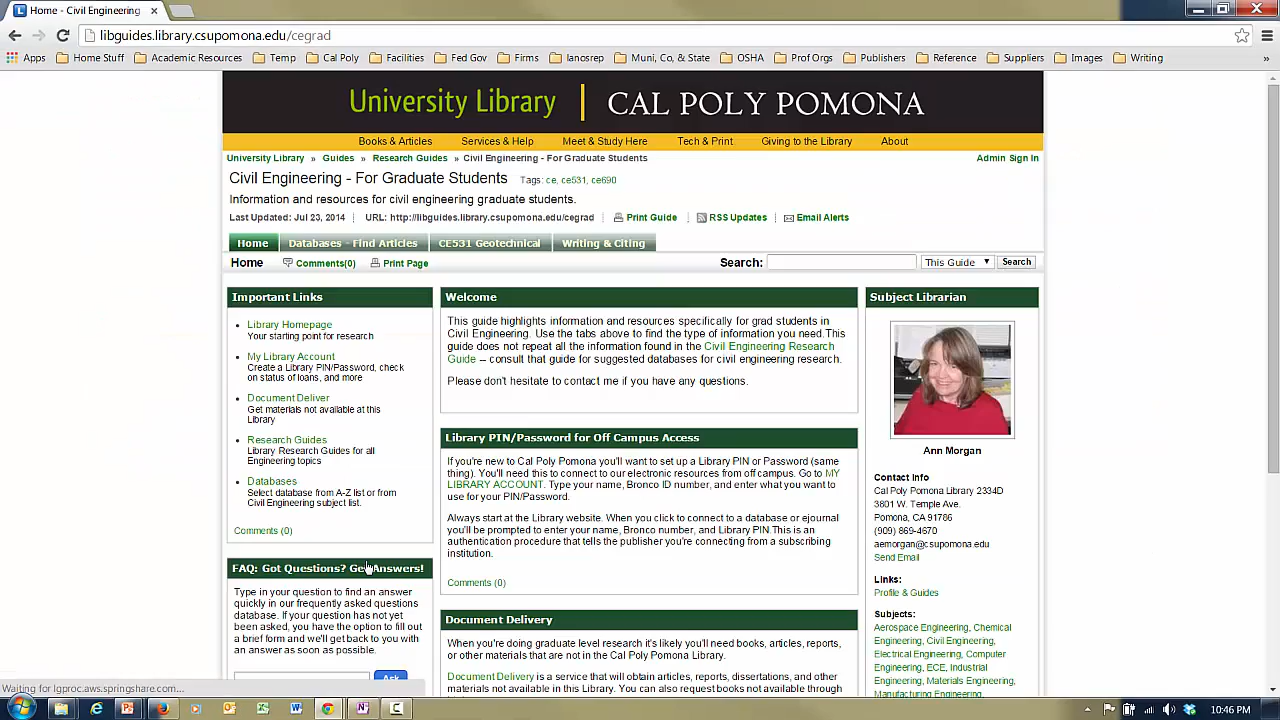 Home - Civil Engineering
libguides.library.csupomona.edu/cegrad
Apps Home Stuff Academic Resources Temp Cal Poly Facilities Fed Gov Firms Ianosrep Muni, Co, & State OSHA Prof Orgs Publishers Reference Suppliers Images Writing »
University Library | CAL POLY POMONA
Books & Articles Services & Help Meet & Study Here Tech & Print Giving to the Library About
University Library » Guides » Research Guides » Civil Engineering - For Graduate Students Admin Sign In
Civil Engineering - For Graduate Students Tags: ce, ce531, ce690
Information and resources for civil engineering graduate students.
Last Updated: Jul 23, 2014 URL: http://libguides.library.csupomona.edu/cegrad Print Guide RSS Updates Email Alerts
Home Databases - Find Articles CE531 Geotechnical Writing & Citing
Home Comments(0) Print Page Search: This Guide Search
Important Links
• Library Homepage
Your starting point for research
• My Library Account
Create a Library PIN/Password, check
on status of loans, and more
• Document Deliver
Get materials not available at this
Library
• Research Guides
Library Research Guides for all
Engineering topics
• Databases
Select database from A-Z list or from
Civil Engineering subject list.
Comments (0)
FAQ: Got Questions? Get Answers!
Type in your question to find an answer
quickly in our frequently asked questions
database. If your question has not yet
been asked, you have the option to fill out
a brief form and we'll get back to you with
an answer as soon as possible.
Ask
Welcome
This guide highlights information and resources specifically for grad students in
Civil Engineering. Use the tabs above to find the type of information you need.This
guide does not repeat all the information found in the Civil Engineering Research
Guide -- consult that guide for suggested databases for civil engineering research.
Please don't hesitate to contact me if you have any questions.
Library PIN/Password for Off Campus Access
If you're new to Cal Poly Pomona you'll want to set up a Library PIN or Password (same
thing). You'll need this to connect to our electronic resources from off campus. Go to MY
LIBRARY ACCOUNT. Type your name, Bronco ID number, and enter what you want to
use for your PIN/Password.
Always start at the Library website. When you click to connect to a database or ejournal
you'll be prompted to enter your name, Bronco number, and Library PIN.This is an
authentication procedure that tells the publisher you're connecting from a subscribing
institution.
Comments (0)
Document Delivery
When you're doing graduate level research it's likely you'll need books, articles, reports,
or other materials that are not in the Cal Poly Pomona Library.
Document Delivery is a service that will obtain articles, reports, dissertations, and other
materials not available in this Library. You can also request books not available through
Subject Librarian
Ann Morgan
Contact Info
Cal Poly Pomona Library 2334D
3801 W. Temple Ave.
Pomona, CA 91786
(909) 869-4670
aemorgan@csupomona.edu
Send Email
Links:
Profile & Guides
Subjects:
Aerospace Engineering, Chemical
Engineering, Civil Engineering,
Electrical Engineering, Computer
Engineering, ECE, Industrial
Engineering, Materials Engineering,
Manufacturing Engineering,
Waiting for lgproc.aws.springshare.com...
10:46 PM